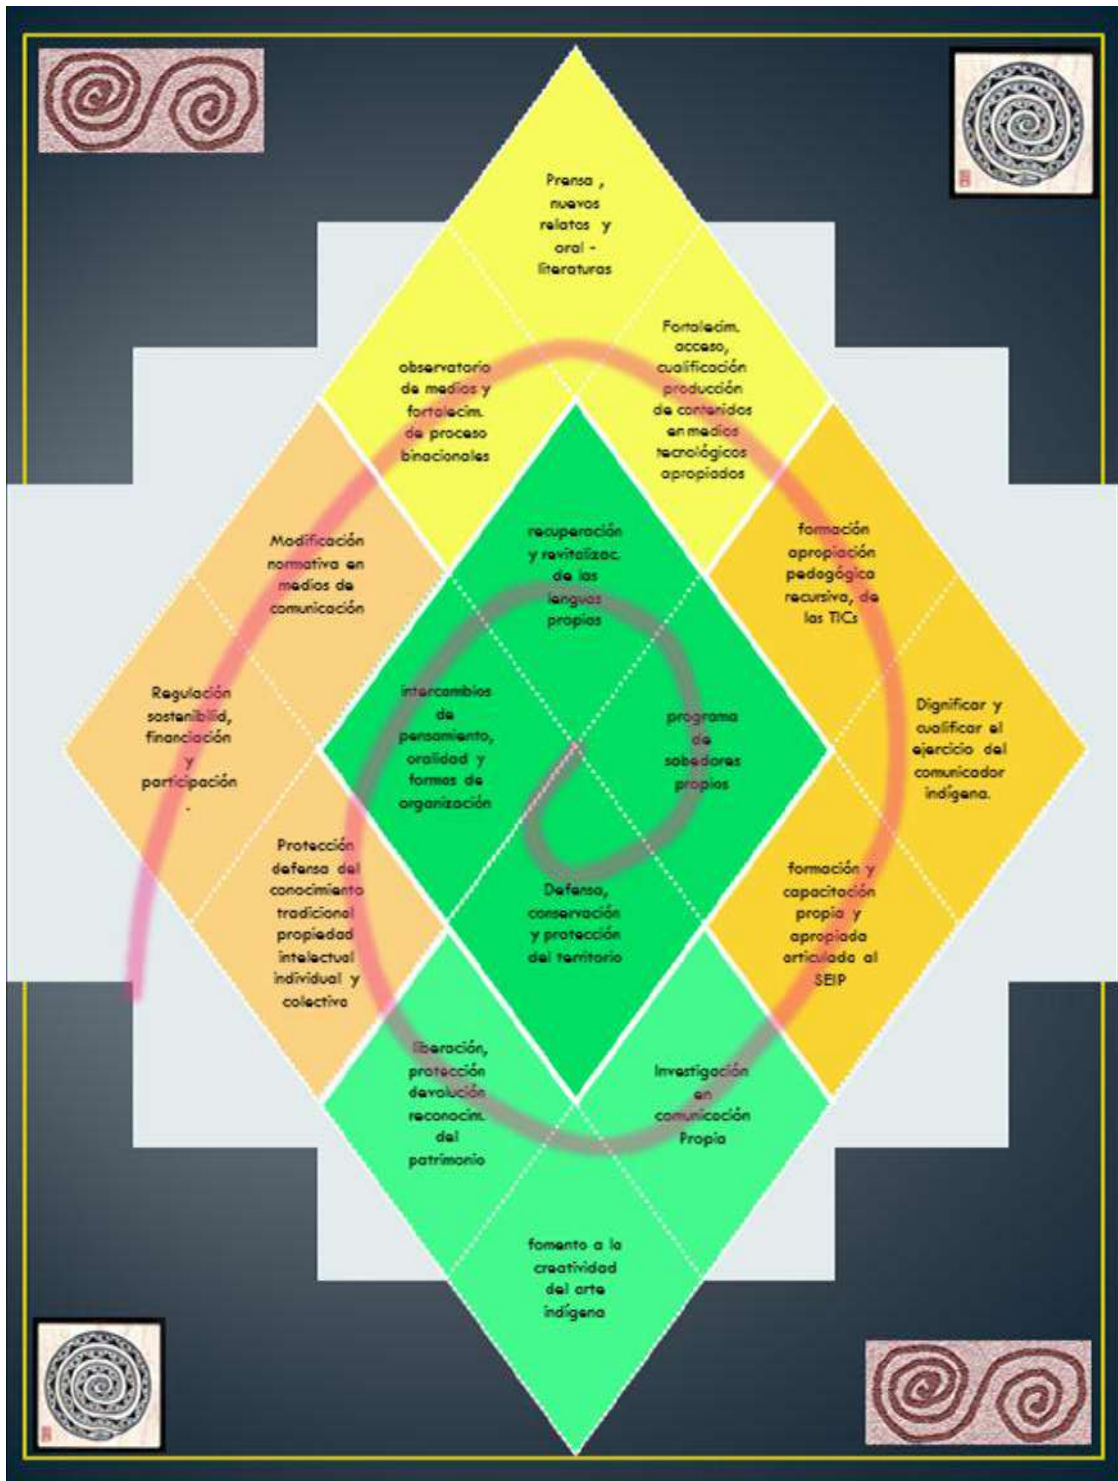 Prensa ,
nuevos
relatos y
oral -
literaturas
Fortalecim.
acceso,
cualificación
producción
de contenidos
en medios
tecnológicos
apropiados
observatorio
de medios y
fortalecim.
de proceso
binacionales
Modificación
normativa en
medios de
comunicación
recuperación
y revitalizac.
de las
lenguas
propias
formación
apropiación
pedagógica
recursiva, de
las TICs
Regulación
sostenibilid,
financiación
y
participación
.
intercambios
de
pensamiento,
oralidad y
formas de
organización
programa
de
sabedores
propios
Dignificar y
cualificar el
ejercicio del
comunicador
indígena.
Protección
defensa del
conocimiento
tradicional
propiedad
intelectual
individual y
colectiva
Defensa,
conservación
y protección
del territorio
formación y
capacitación
propia y
apropiada
articulada al
SEIP
liberación,
protección
devolución
reconocim.
del
patrimonio
Investigación
en
comunicación
Propia
fomento a la
creatividad
del arte
indígena